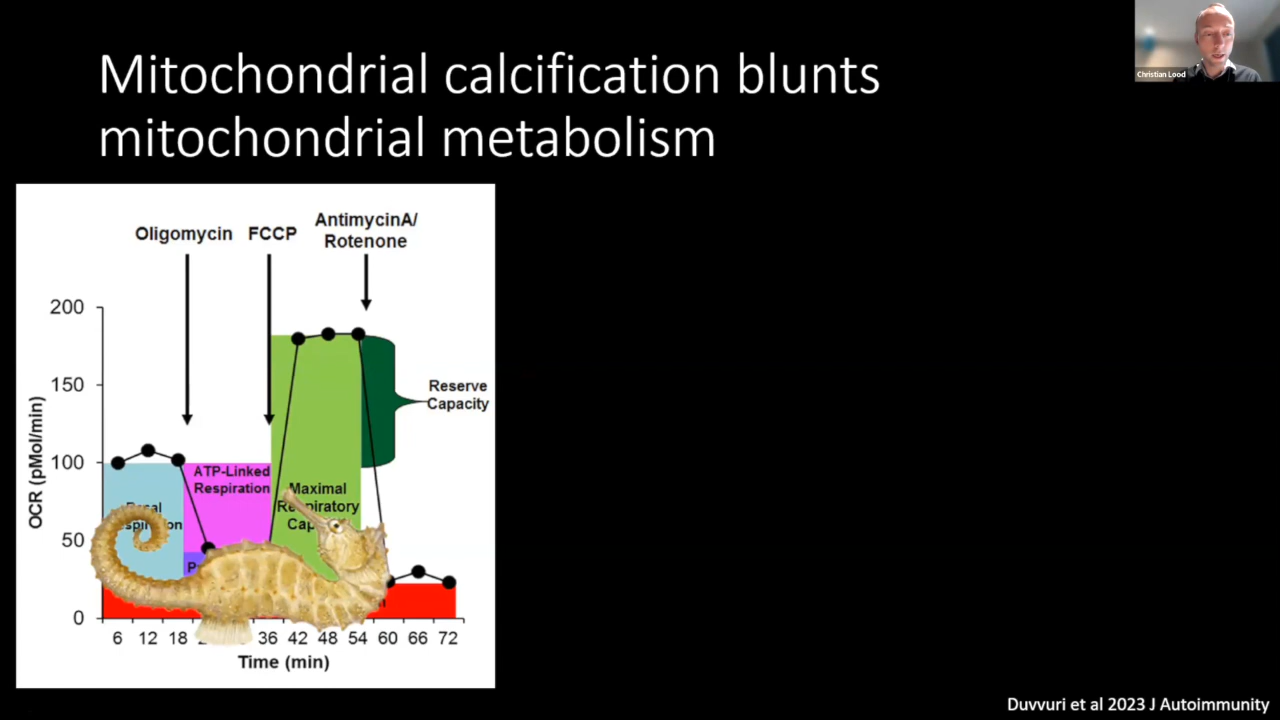 Mitochondrial calcification blunts
mitochondrial metabolism
Christian Lood
Oligomycin
FCCP
AntimycinA/
Rotenone
200
150
100
50
0
OCR (pMol/min)
ATP-Linked
Respiration
Maximal
Reserve
Capacity
6 12 18 36 42 48 54 60 66 72
Time (min)
Duvvuri et al 2023 J Autoimmunity